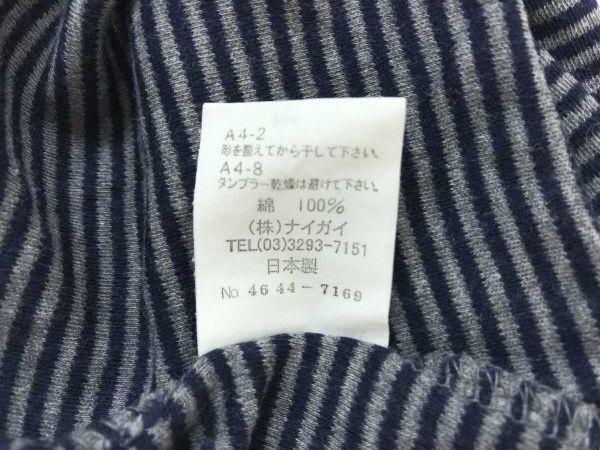 A4-2
形を整えてから干して下さい。
A4-8
タンブラー乾燥は避けて下さい。
綿 100%
(株)ナイガイ
TEL(03)3293-7151
日本製
No 4644-7169